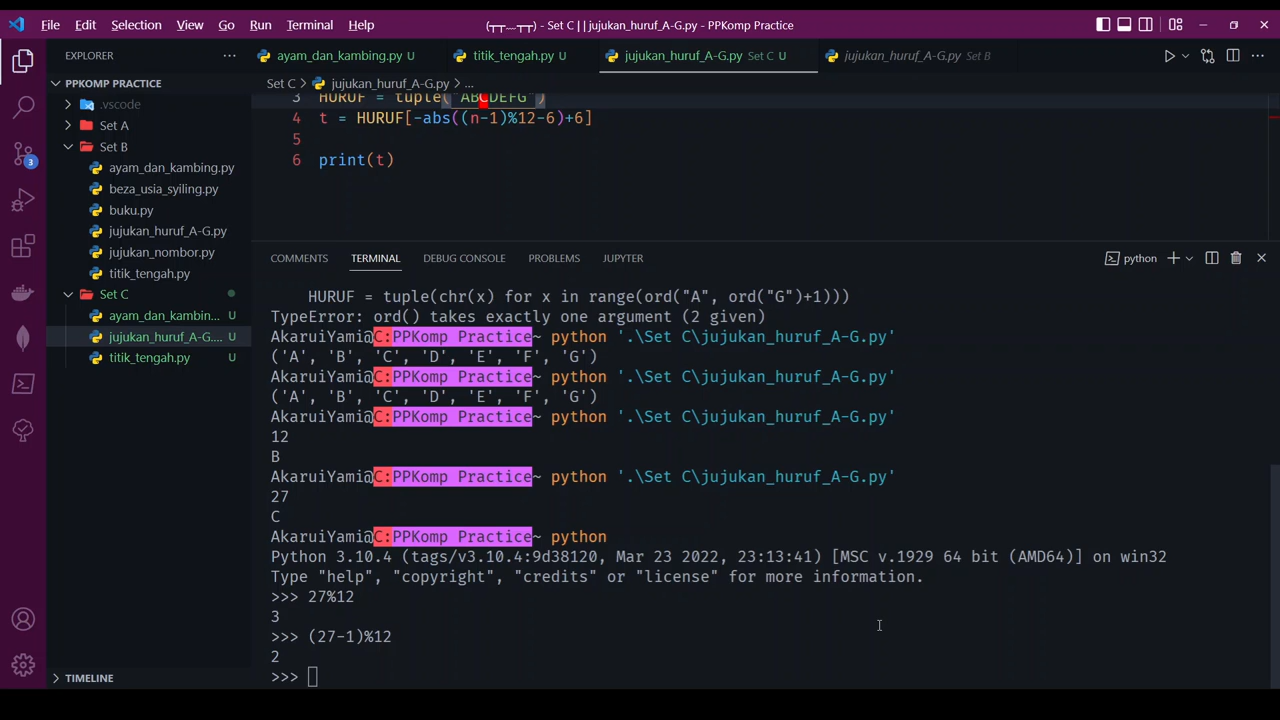 File Edit Selection View Go Run Terminal Help (┬┬﹏┬┬) - Set C || jujukan_huruf_A-G.py - PPKomp Practice
EXPLORER ···
ayam_dan_kambing.py U titik_tengah.py U jujukan_huruf_A-G.py Set C U jujukan_huruf_A-G.py Set B
PPKOMP PRACTICE
Set C > jujukan_huruf_A-G.py > ...
.vscode
Set A
Set B
ayam_dan_kambing.py
beza_usia_syiling.py
buku.py
jujukan_huruf_A-G.py
jujukan_nombor.py
titik_tengah.py
Set C
ayam_dan_kambin... U
jujukan_huruf_A-G.... U
titik_tengah.py U
TIMELINE
3
3 HURUF = tuple("ABCDEFG")
4 t = HURUF[-abs((n-1)%12-6)+6]
5
6 print(t)
COMMENTS TERMINAL DEBUG CONSOLE PROBLEMS JUPYTER python
HURUF = tuple(chr(x) for x in range(ord("A", ord("G")+1)))
TypeError: ord() takes exactly one argument (2 given)
AkaruiYami@C:PPKomp Practice~ python '.\Set C\jujukan_huruf_A-G.py'
('A', 'B', 'C', 'D', 'E', 'F', 'G')
AkaruiYami@C:PPKomp Practice~ python '.\Set C\jujukan_huruf_A-G.py'
('A', 'B', 'C', 'D', 'E', 'F', 'G')
AkaruiYami@C:PPKomp Practice~ python '.\Set C\jujukan_huruf_A-G.py'
12
B
AkaruiYami@C:PPKomp Practice~ python '.\Set C\jujukan_huruf_A-G.py'
27
C
AkaruiYami@C:PPKomp Practice~ python
Python 3.10.4 (tags/v3.10.4:9d38120, Mar 23 2022, 23:13:41) [MSC v.1929 64 bit (AMD64)] on win32
Type "help", "copyright", "credits" or "license" for more information.
>>> 27%12
3
>>> (27-1)%12
2
>>>